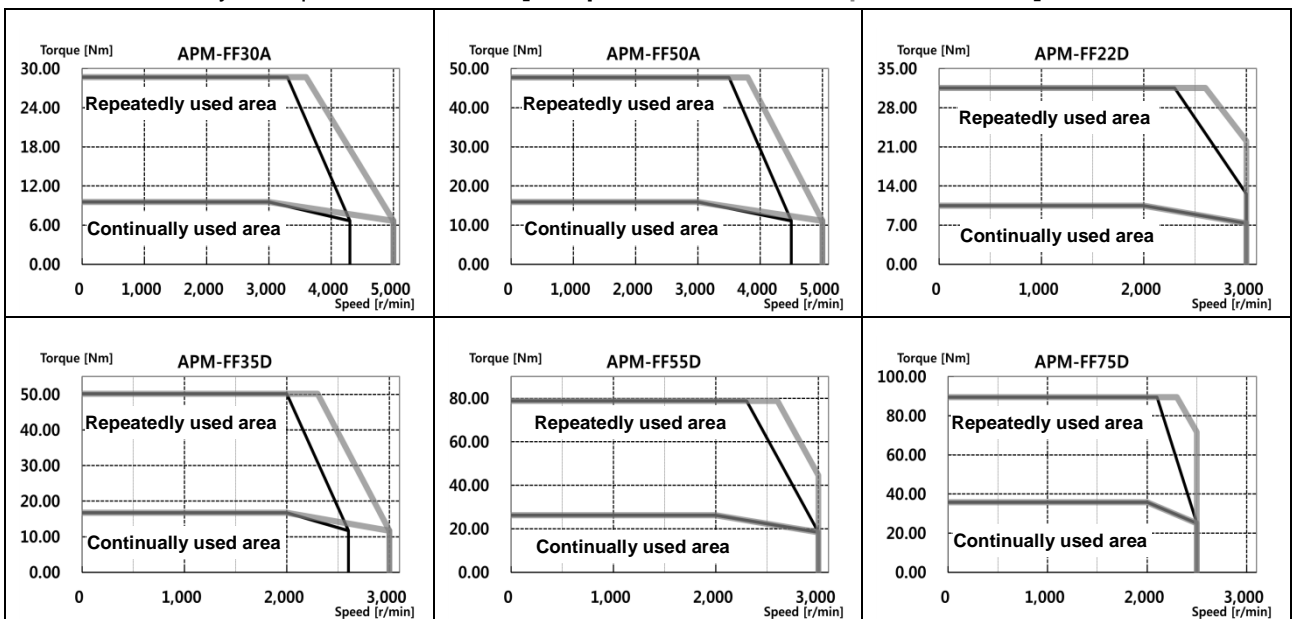 Torque [Nm] APM-FF30A
30.00
24.00
Repeatedly used area
18.00
12.00
6.00
Continually used area
0.00
0 1,000 2,000 3,000 4,000 5,000
Speed [r/min]
Torque [Nm] APM-FF50A
50.00
40.00
Repeatedly used area
30.00
20.00
10.00
Continually used area
0.00
0 1,000 2,000 3,000 4,000 5,000
Speed [r/min]
Torque [Nm] APM-FF22D
35.00
28.00
Repeatedly used area
21.00
14.00
7.00
Continually used area
0.00
0 1,000 2,000 3,000
Speed [r/min]
Torque [Nm] APM-FF35D
50.00
Repeatedly used area
40.00
30.00
20.00
10.00
Continually used area
0.00
0 1,000 2,000 3,000
Speed [r/min]
Torque [Nm] APM-FF55D
80.00
Repeatedly used area
60.00
40.00
20.00
Continually used area
0.00
0 1,000 2,000 3,000
Speed [r/min]
Torque [Nm] APM-FF75D
100.00
80.00
Repeatedly used area
60.00
40.00
20.00
Continually used area
0.00
0 1,000 2,000 3,000
Speed [r/min]